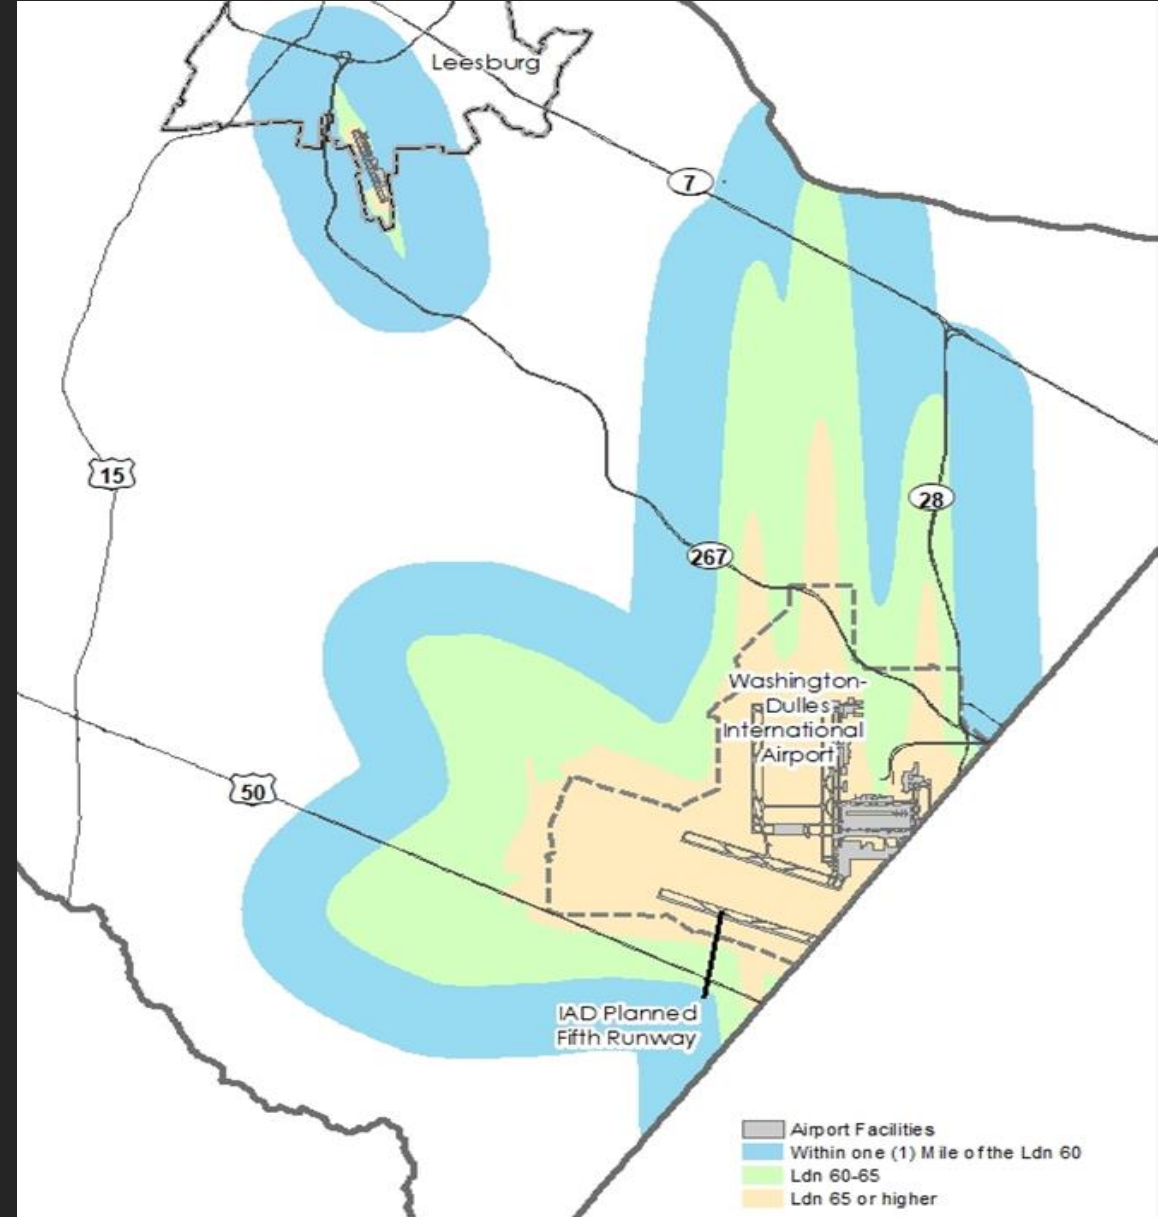 Leesburg
7
15
28
267
Washington-
Dulles
International
Airport
50
IAD Planned
Fifth Runway
Airport Facilities
Within one (1) Mile of the Ldn 60
Ldn 60-65
Ldn 65 or higher